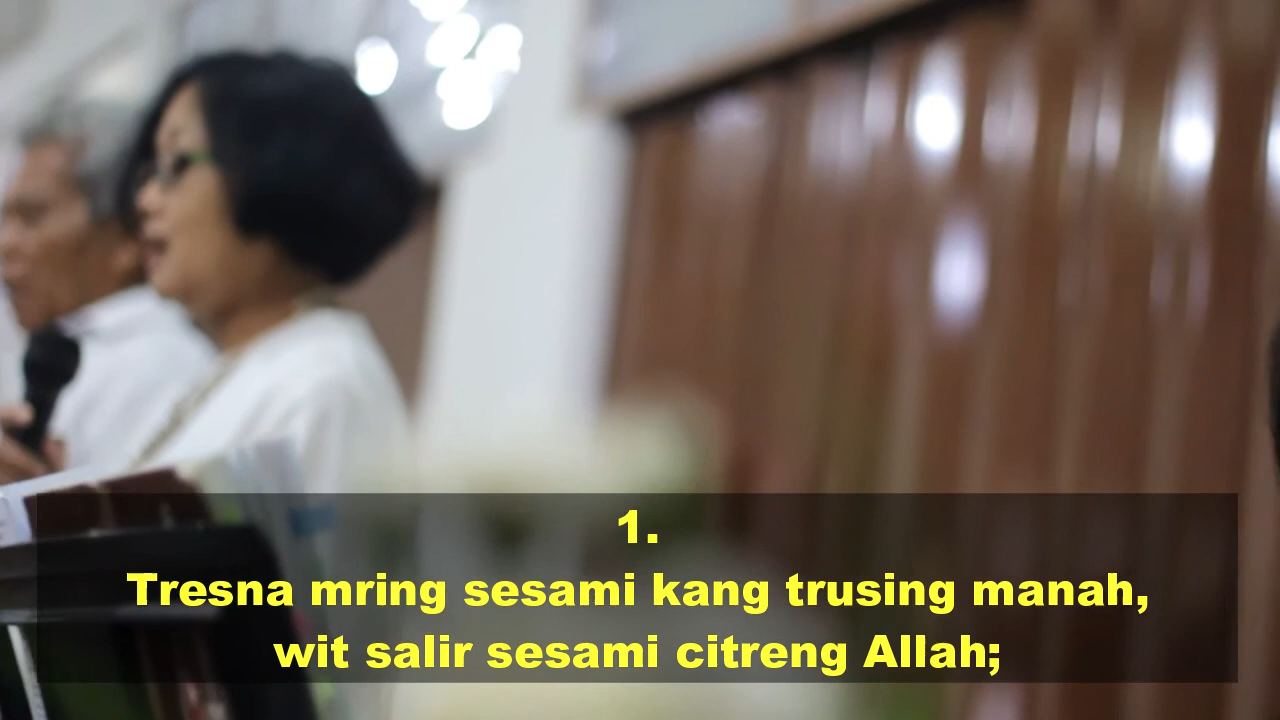 1.
Tresna mring sesami kang trusing manah,
wit salir sesami citreng Allah;